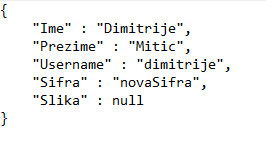 {
"Ime" : "Dimitrije",
"Prezime" : "Mitic",
"Username" : "dimitrije",
"Sifra" : "novaSifra",
"Slika" : null
}